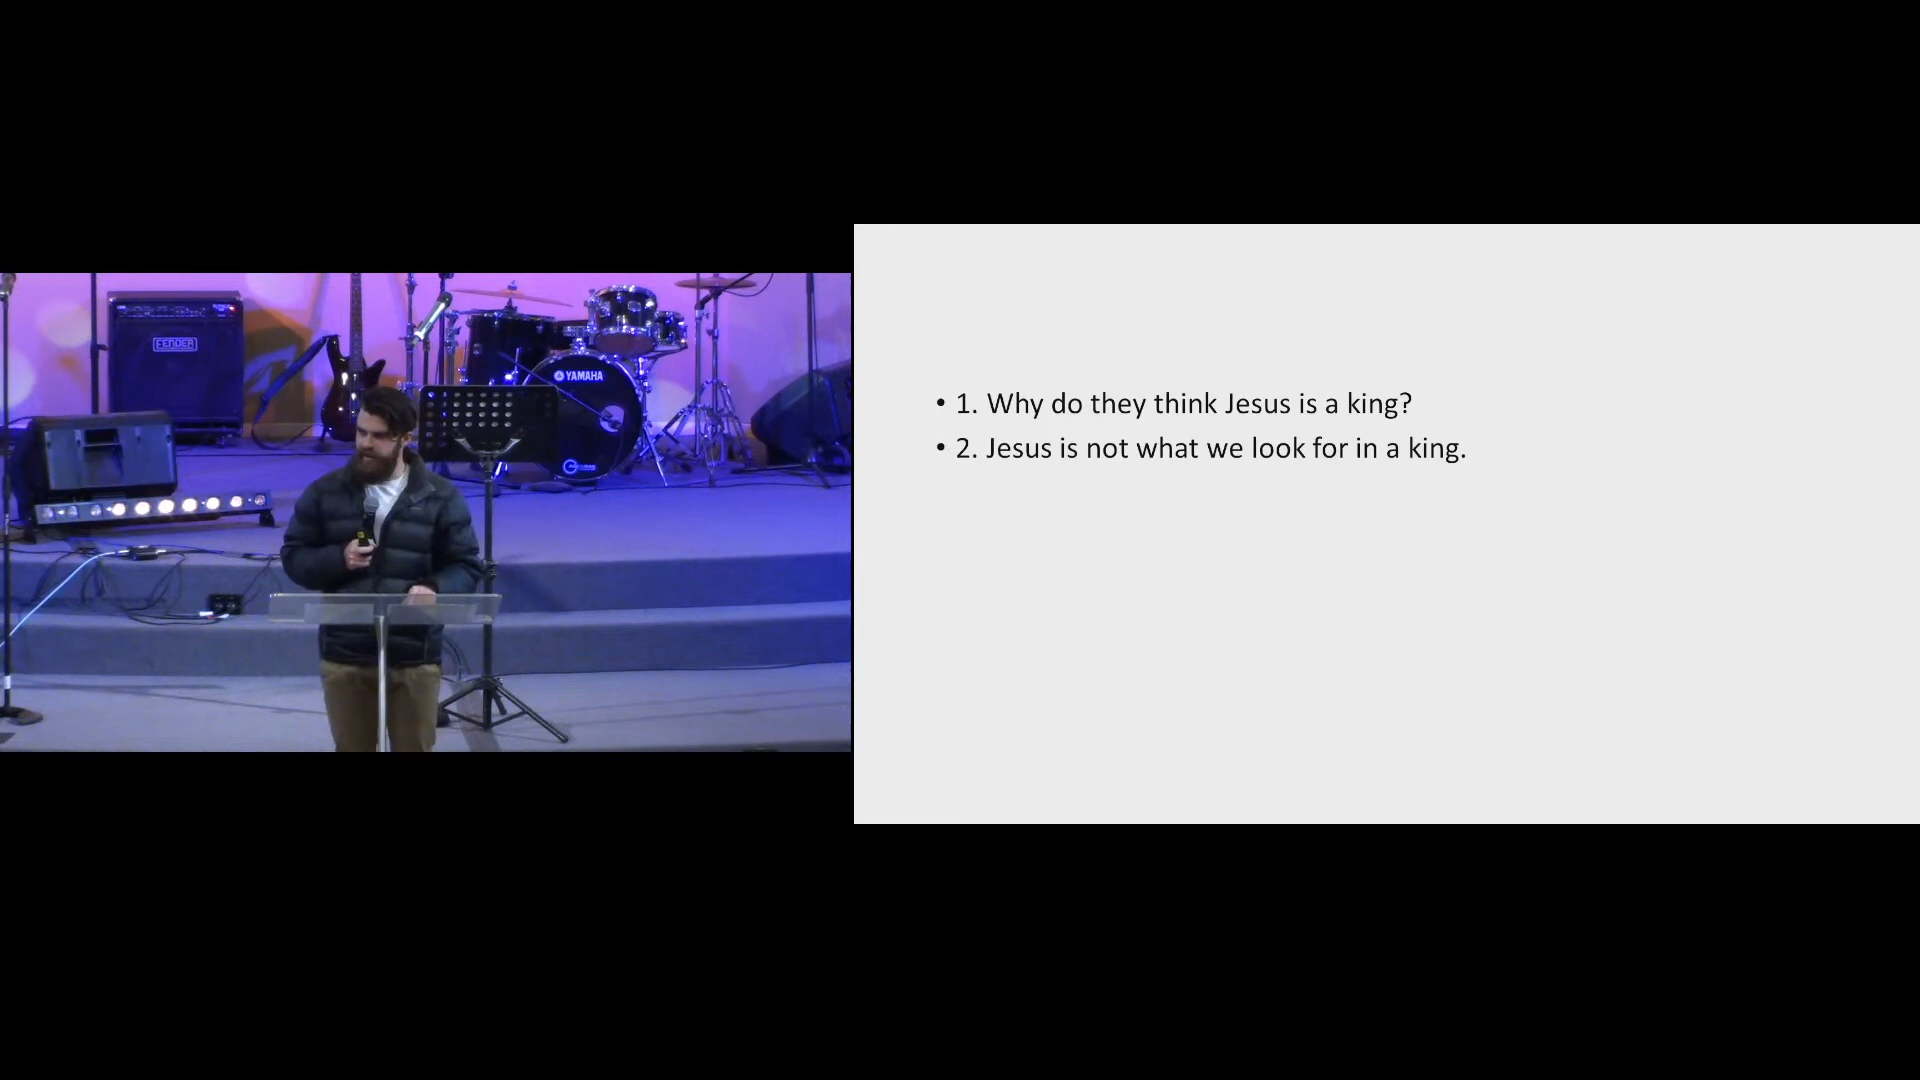 FENDER
YAMAHA
• 1. Why do they think Jesus is a king?
• 2. Jesus is not what we look for in a king.